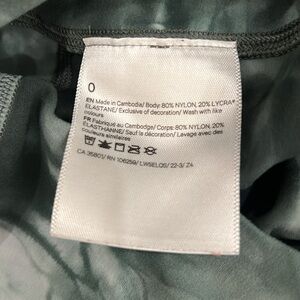 0
EN Made in Cambodia/ Body: 80% NYLON, 20% LYCRA®
ELASTANE/ Exclusive of decoration/ Wash with like
colours
FR Fabriqué au Cambodge/ Corps: 80% NYLON, 20%
ÉLASTHANNE/ Sauf la décoration/ Lavage avec des
couleurs similaires
CA 35801/ RN 106259/ LW5ELQS/ 22-3/ Z4